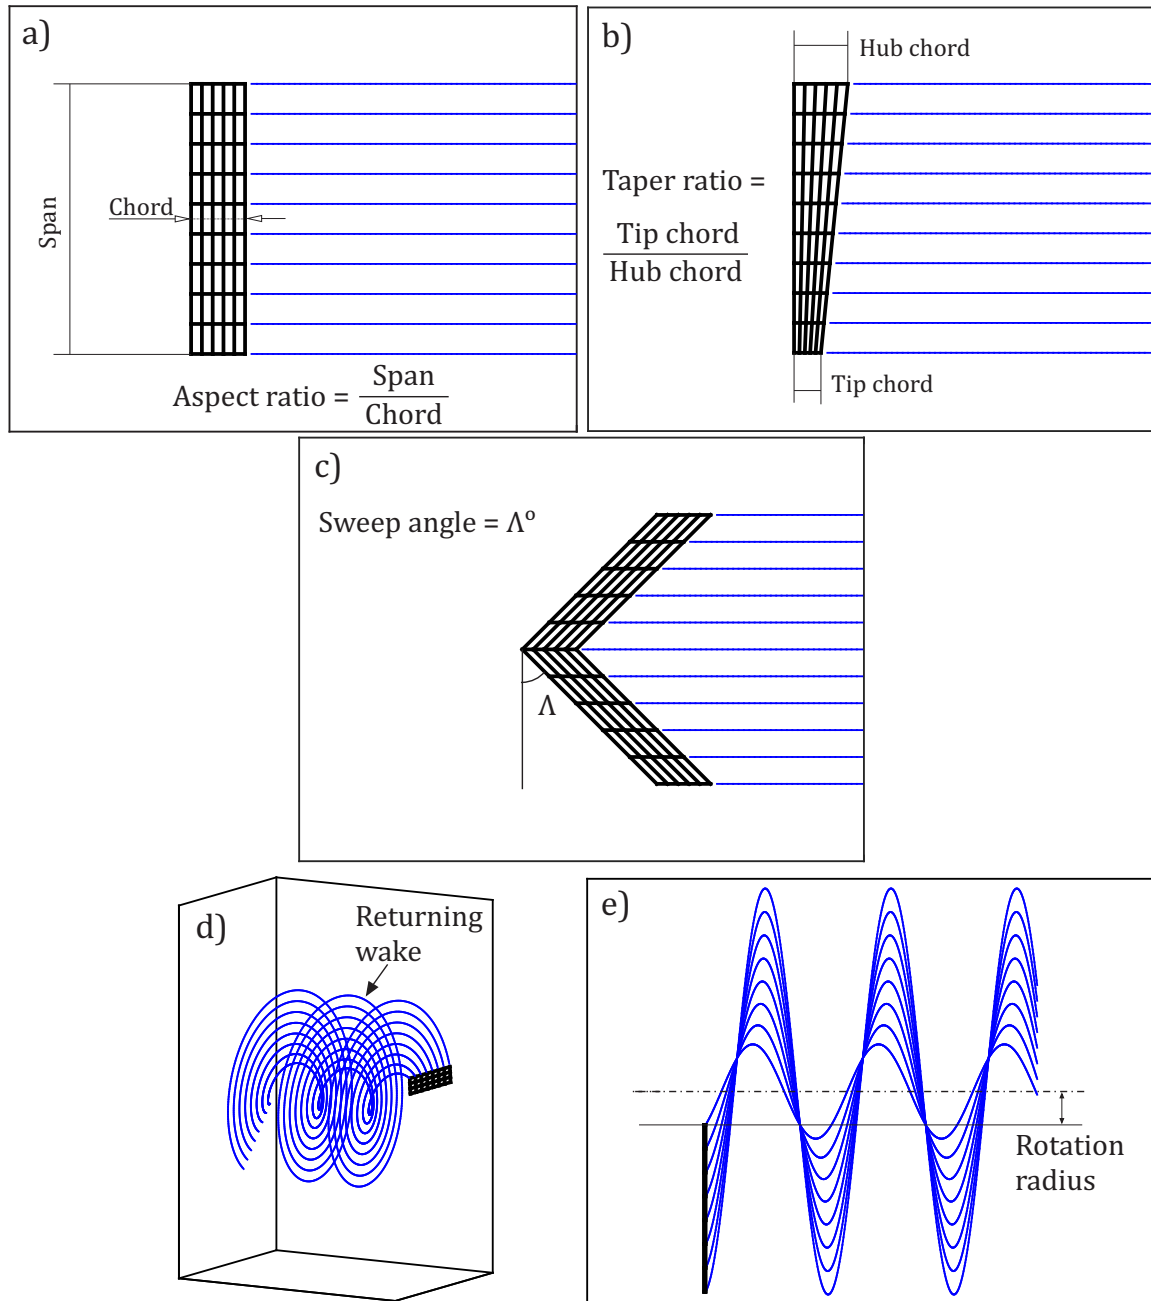 a)
Span
Chord
Aspect ratio = Span
Chord
b)
Hub chord
Taper ratio =
Tip chord
Hub chord
Tip chord
c)
Sweep angle = Λº
Λ
d)
Returning
wake
e)
Rotation
radius